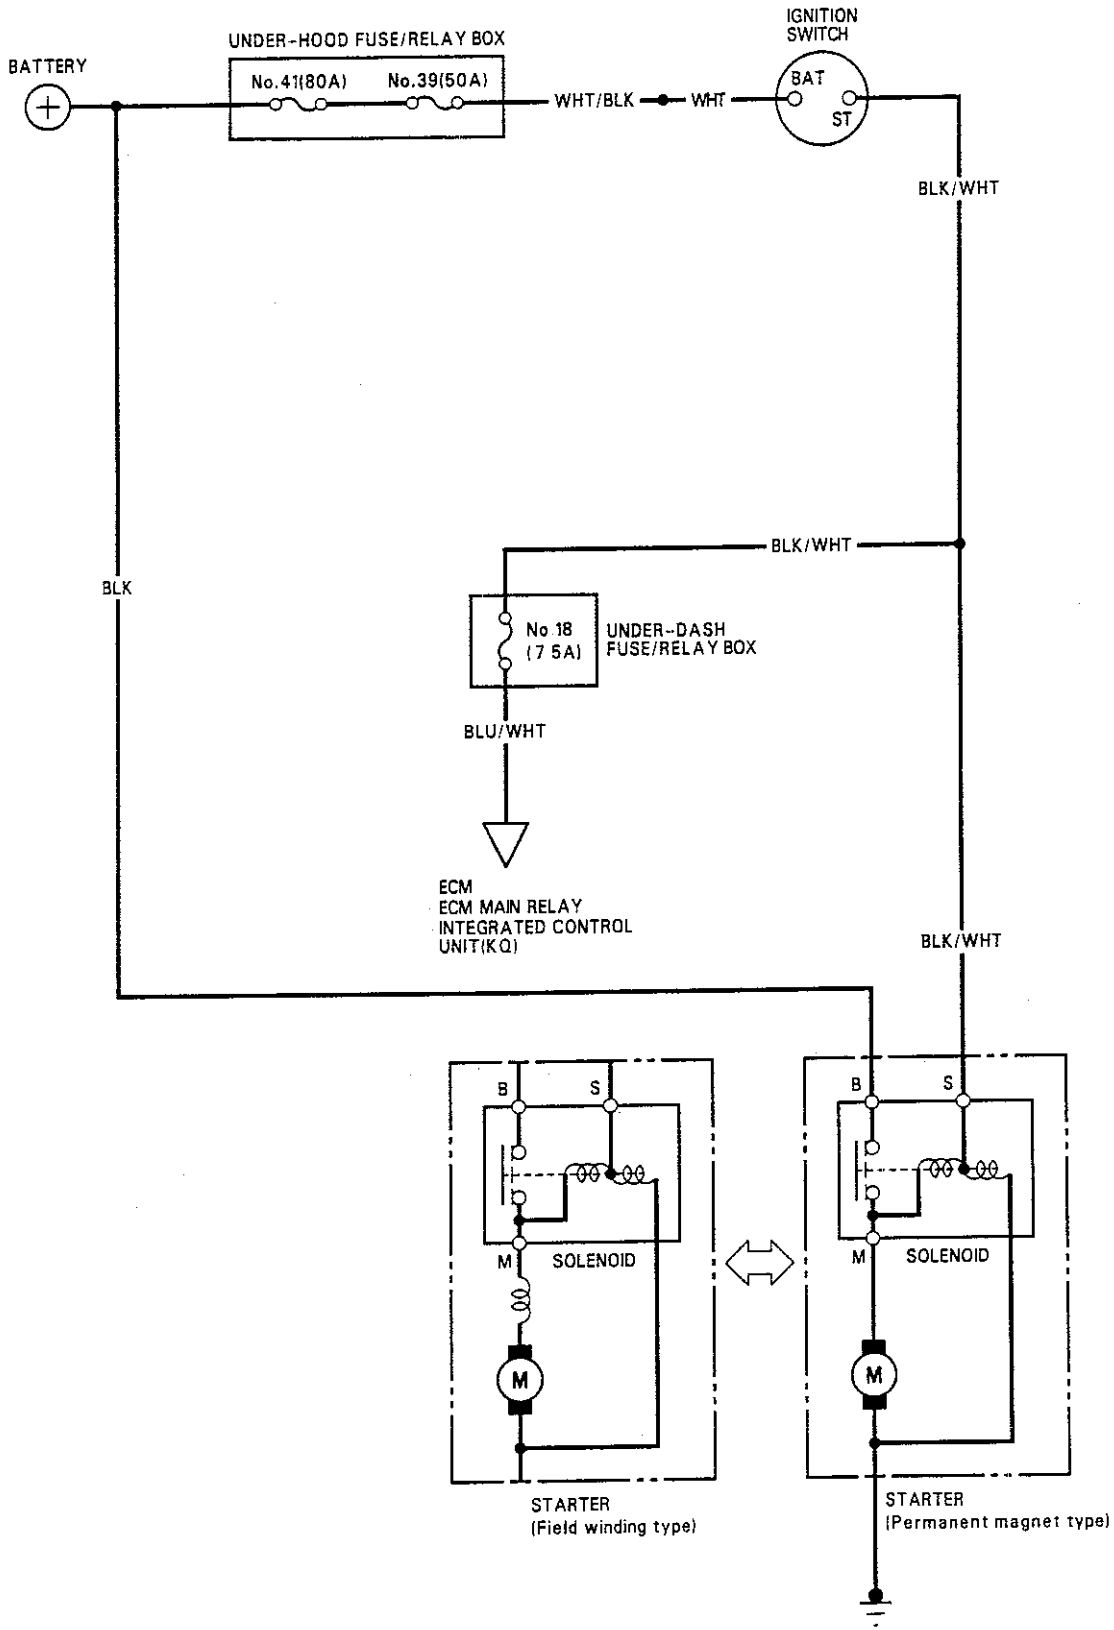 IGNITION
SWITCH
UNDER-HOOD FUSE/RELAY BOX
BATTERY
+
No.41(80A)
No.39(50A)
WHT/BLK
WHT
BAT
ST
BLK/WHT
BLK/WHT
BLK
No.18
(7.5A)
UNDER-DASH
FUSE/RELAY BOX
BLU/WHT
ECM
ECM MAIN RELAY
INTEGRATED CONTROL
UNIT(KQ)
BLK/WHT
B
S
B
S
M
SOLENOID
M
SOLENOID
M
M
STARTER
(Field winding type)
STARTER
(Permanent magnet type)